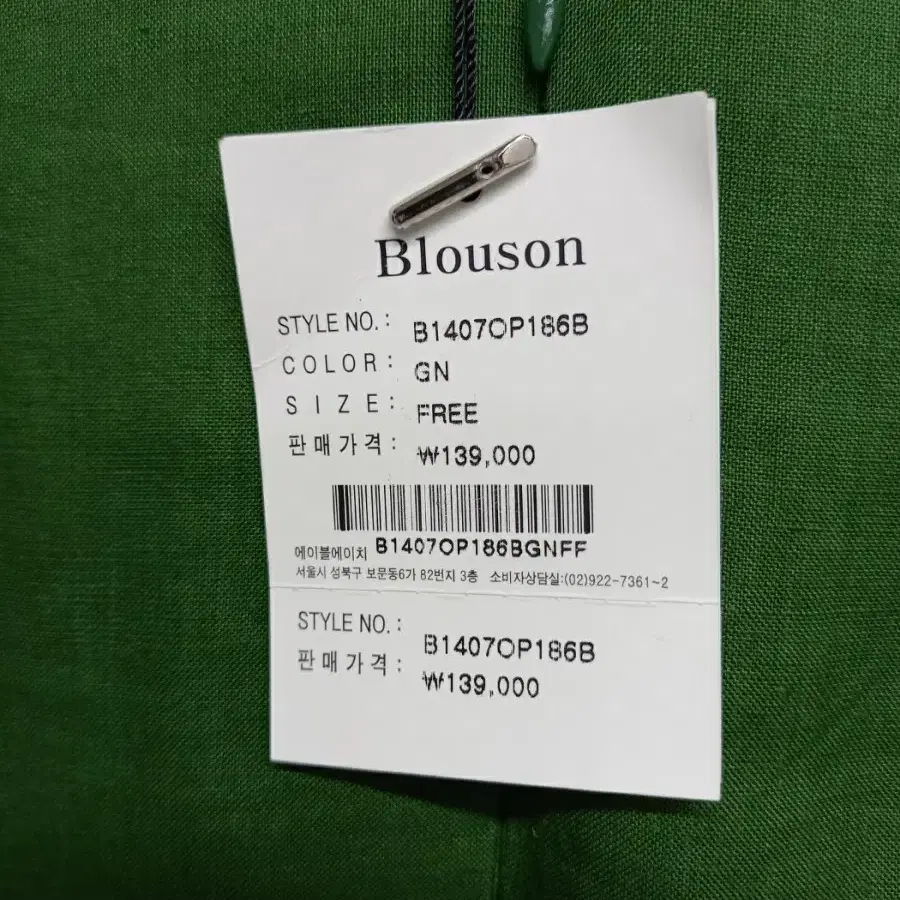 Blouson
STYLE NO. : B1407OP186B
COLOR : GN
SIZE : FREE
판매가격 : ₩139,000
에이블에이치 B1407OP186BGNFF
서울시 성북구 보문동6가 82번지 3층 소비자상담실:(02)922-7361~2
STYLE NO. : B1407OP186B
판매가격 : ₩139,000